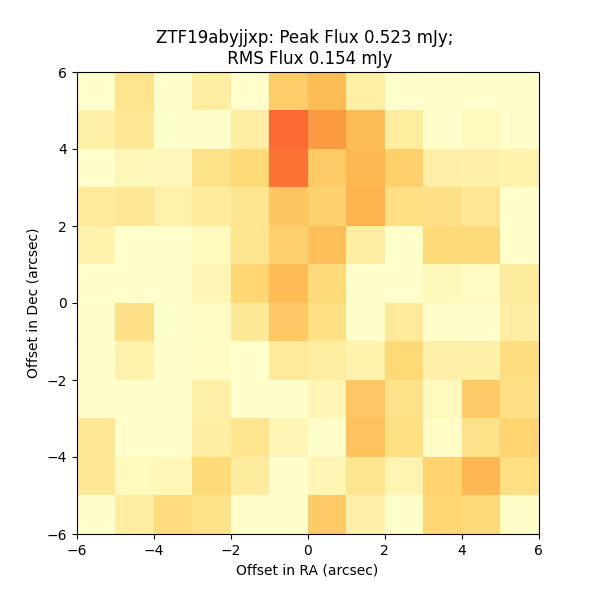 ZTF19abyjjxp: Peak Flux 0.523 mJy;
RMS Flux 0.154 mJy
6
4
2
0
−2
−4
−6
Offset in Dec (arcsec)
−6 −4 −2 0 2 4 6
Offset in RA (arcsec)